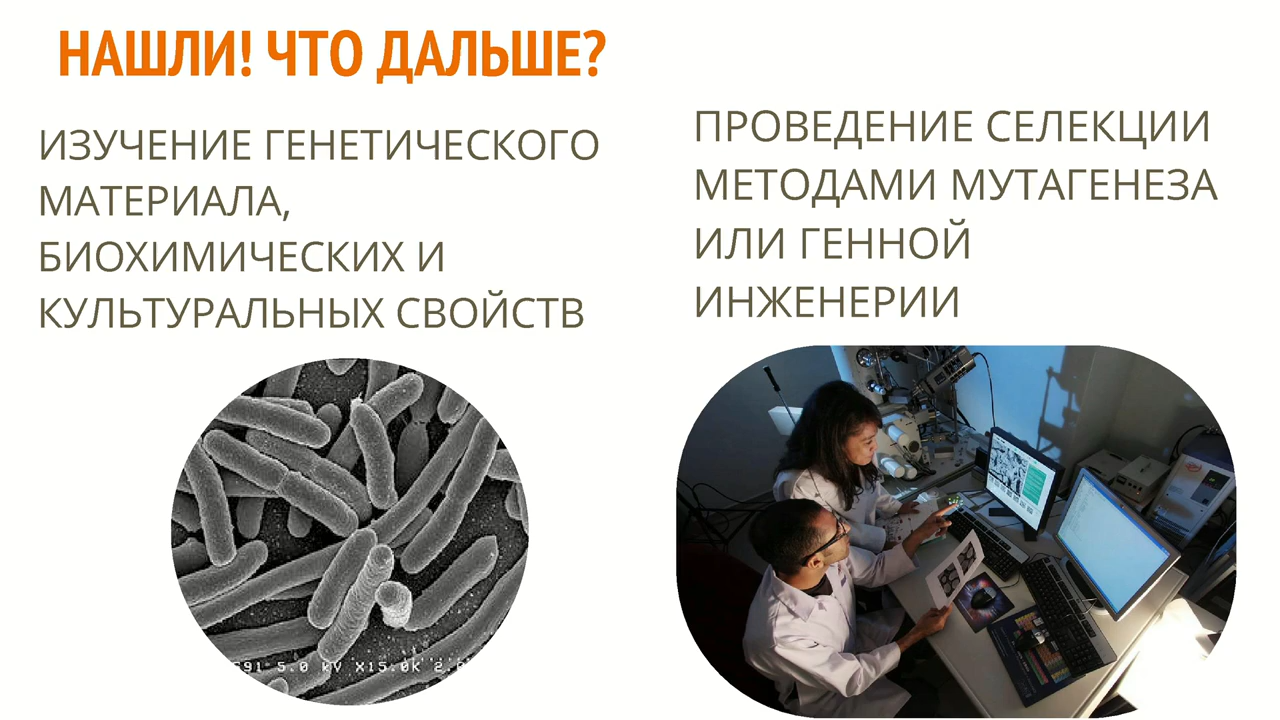 НАШЛИ! ЧТО ДАЛЬШЕ?
ИЗУЧЕНИЕ ГЕНЕТИЧЕСКОГО
МАТЕРИАЛА,
БИОХИМИЧЕСКИХ И
КУЛЬТУРАЛЬНЫХ СВОЙСТВ
ПРОВЕДЕНИЕ СЕЛЕКЦИИ
МЕТОДАМИ МУТАГЕНЕЗА
ИЛИ ГЕННОЙ
ИНЖЕНЕРИИ
5.0 kV X15.0K